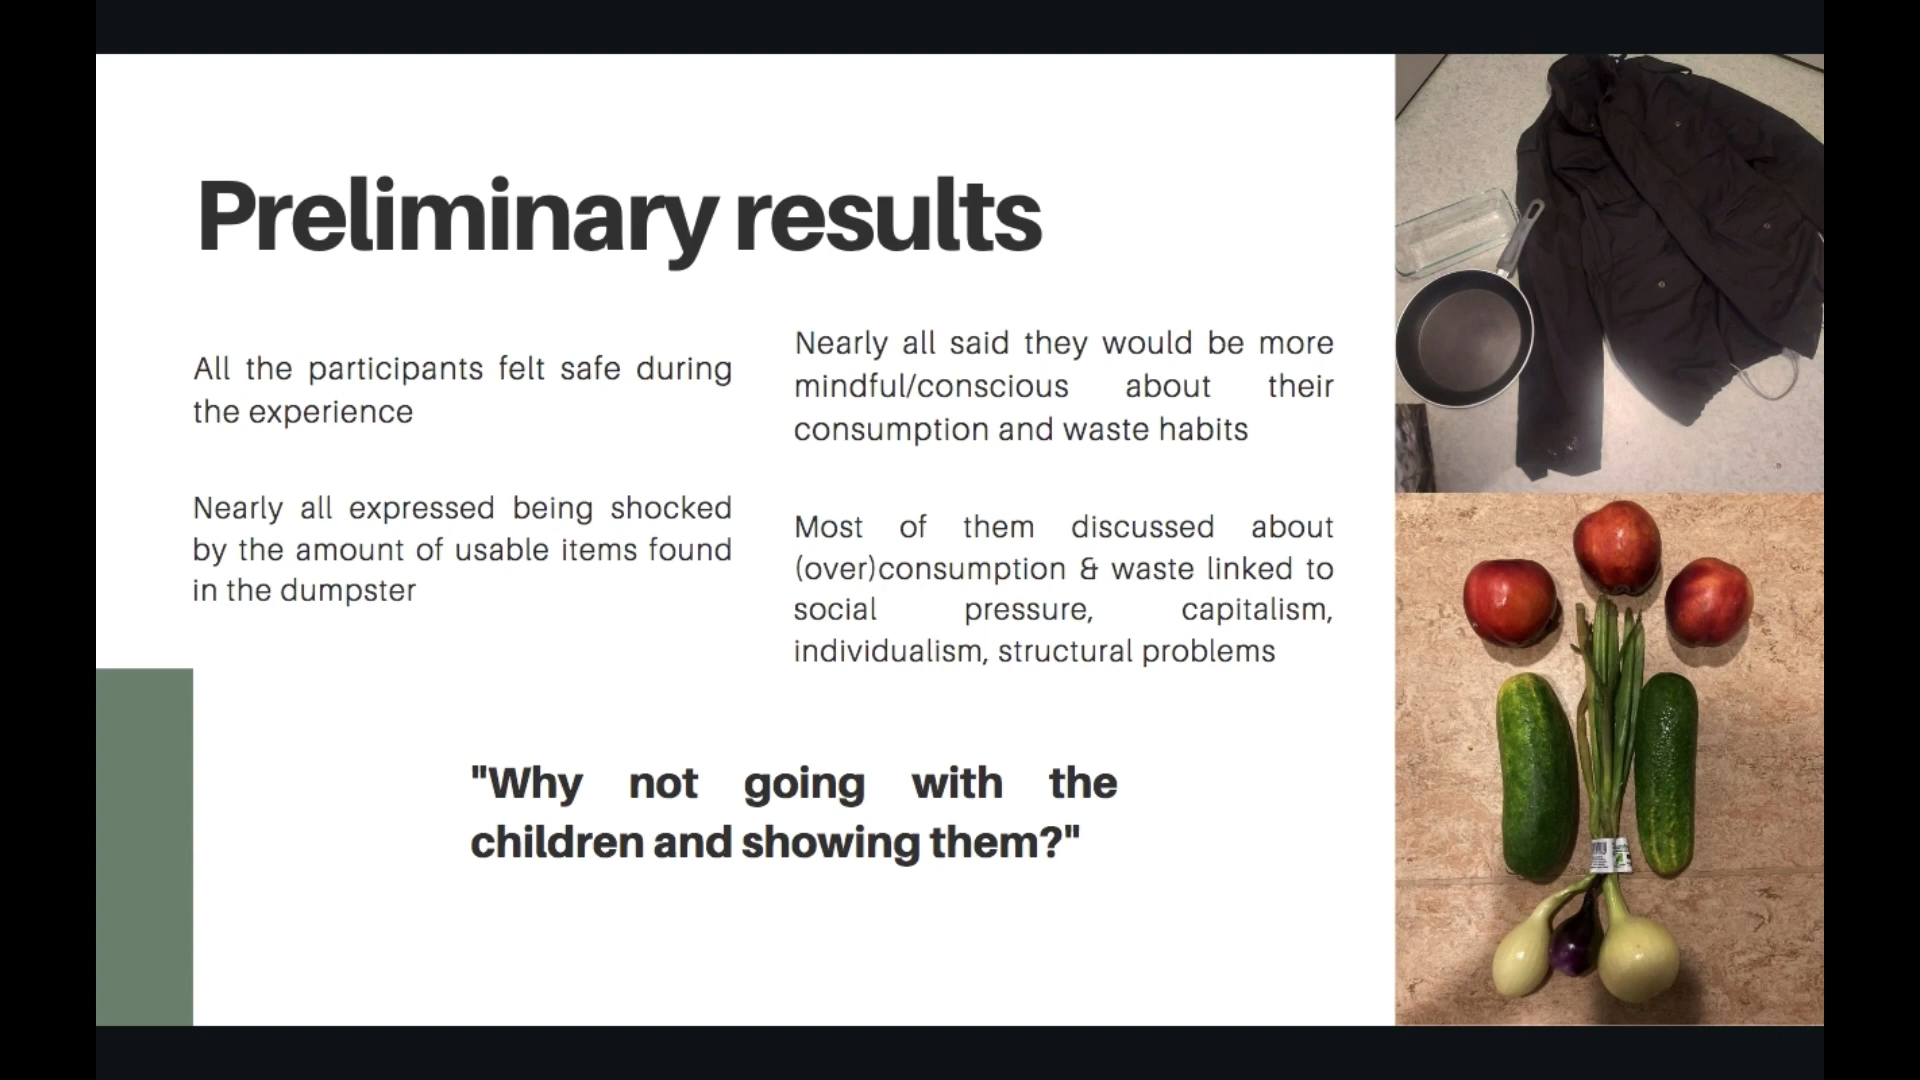 Preliminary results
All the participants felt safe during
the experience
Nearly all expressed being shocked
by the amount of usable items found
in the dumpster
Nearly all said they would be more
mindful/conscious about their
consumption and waste habits
Most of them discussed about
(over)consumption & waste linked to
social pressure, capitalism,
individualism, structural problems
"Why not going with the
children and showing them?"